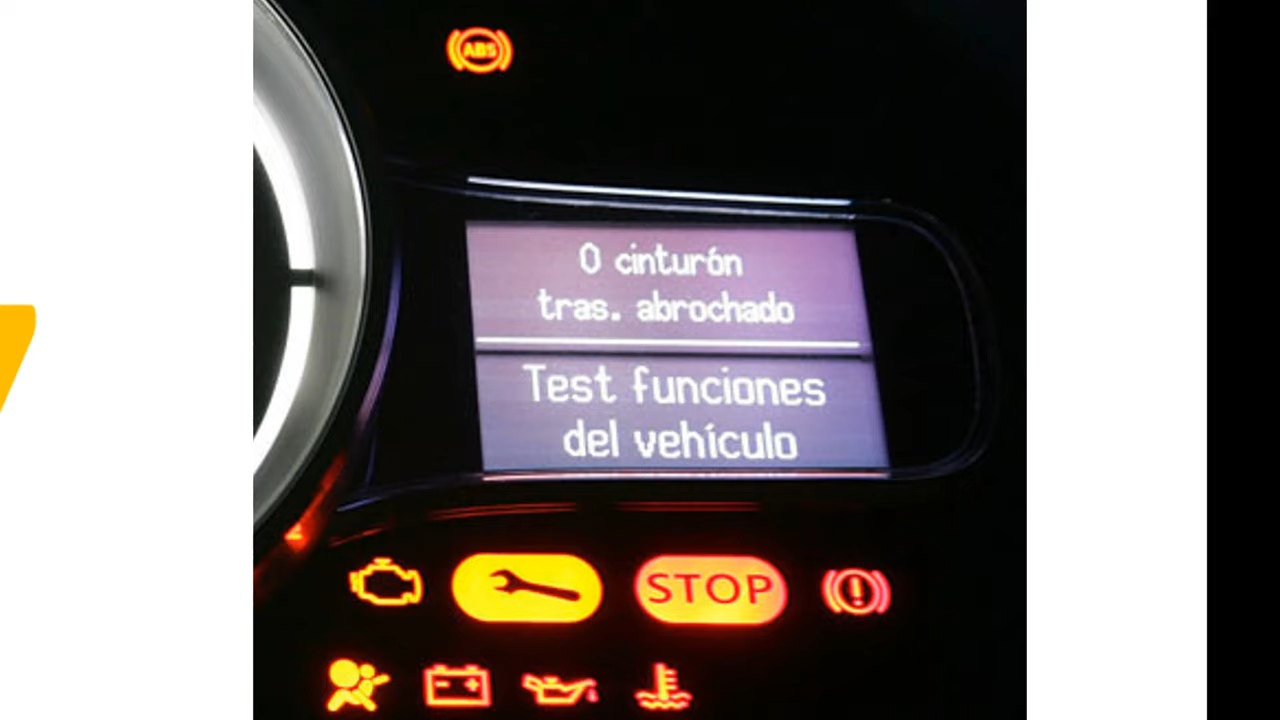 ABS
0 cinturón
tras. abrochado
Test funciones
del vehículo
STOP